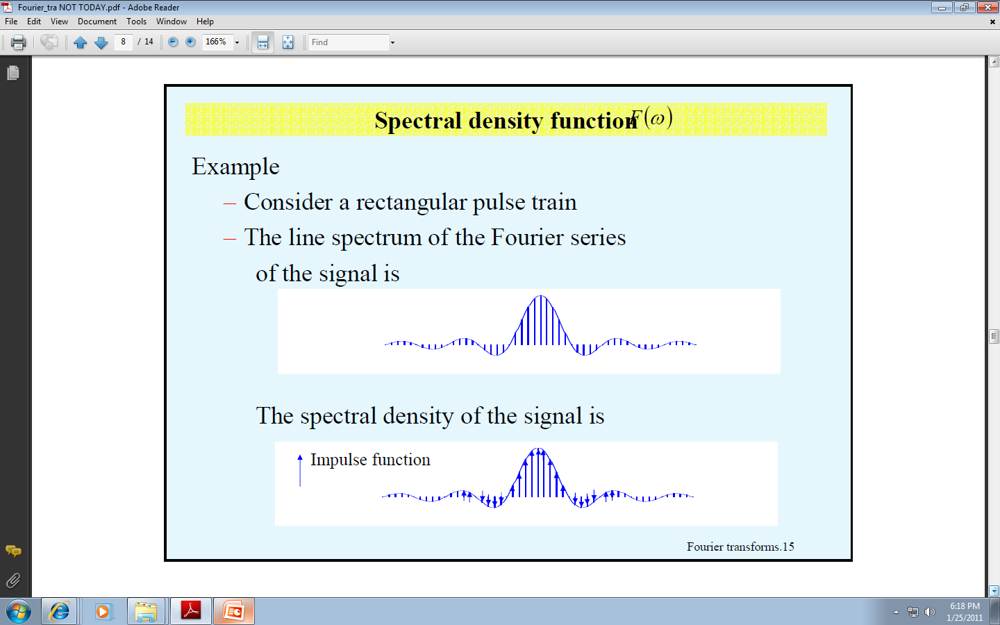 Fourier_tra NOT TODAY.pdf - Adobe Reader
File Edit View Document Tools Window Help
8 / 14 166% Find
Spectral density function F(ω)
Example
– Consider a rectangular pulse train
– The line spectrum of the Fourier series
of the signal is
The spectral density of the signal is
Impulse function
Fourier transforms.15
6:18 PM
1/25/2011